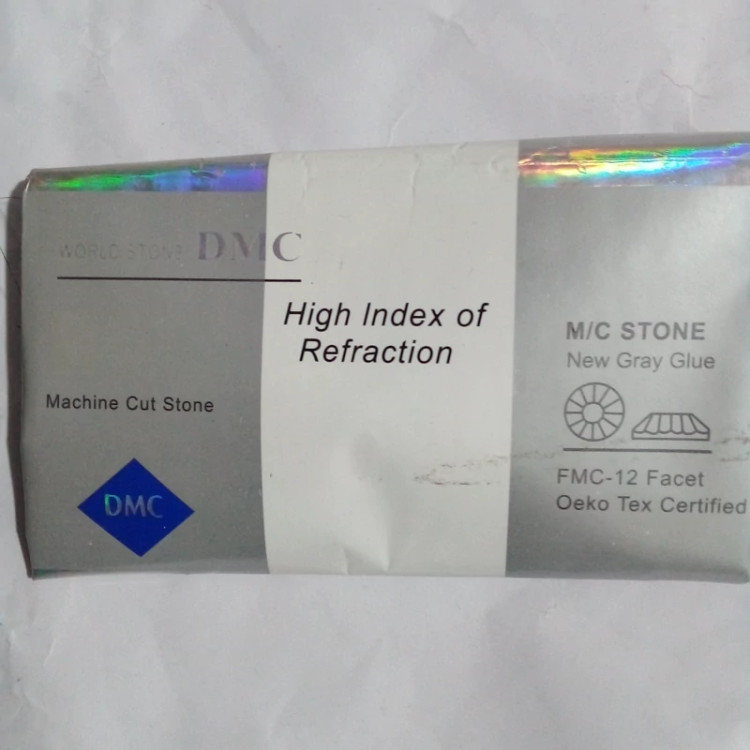 WORLD STONE DMC
High Index of
Refraction
Machine Cut Stone
DMC
M/C STONE
New Gray Glue
FMC-12 Facet
Oeko Tex Certified